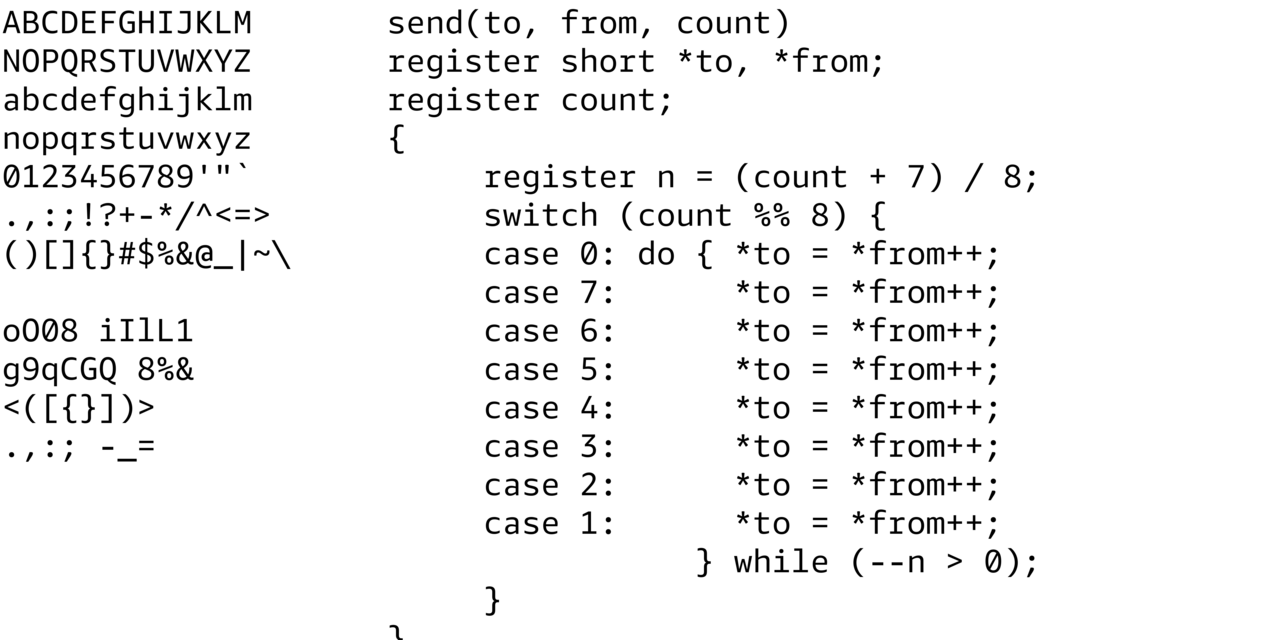 ABCDEFGHIJKLM
NOPQRSTUVWXYZ
abcdefghijklm
nopqrstuvwxyz
0123456789'"`
.,:;!?+-*/^<=>
()[]{}#$%&@_|~\
oO08 iIlL1
g9qCGQ 8%&
<([{}])>
.,:; -_=
send(to, from, count)
register short *to, *from;
register count;
{
     register n = (count + 7) / 8;
     switch (count %% 8) {
     case 0: do { *to = *from++;
     case 7:      *to = *from++;
     case 6:      *to = *from++;
     case 5:      *to = *from++;
     case 4:      *to = *from++;
     case 3:      *to = *from++;
     case 2:      *to = *from++;
     case 1:      *to = *from++;
                } while (--n > 0);
     }
}